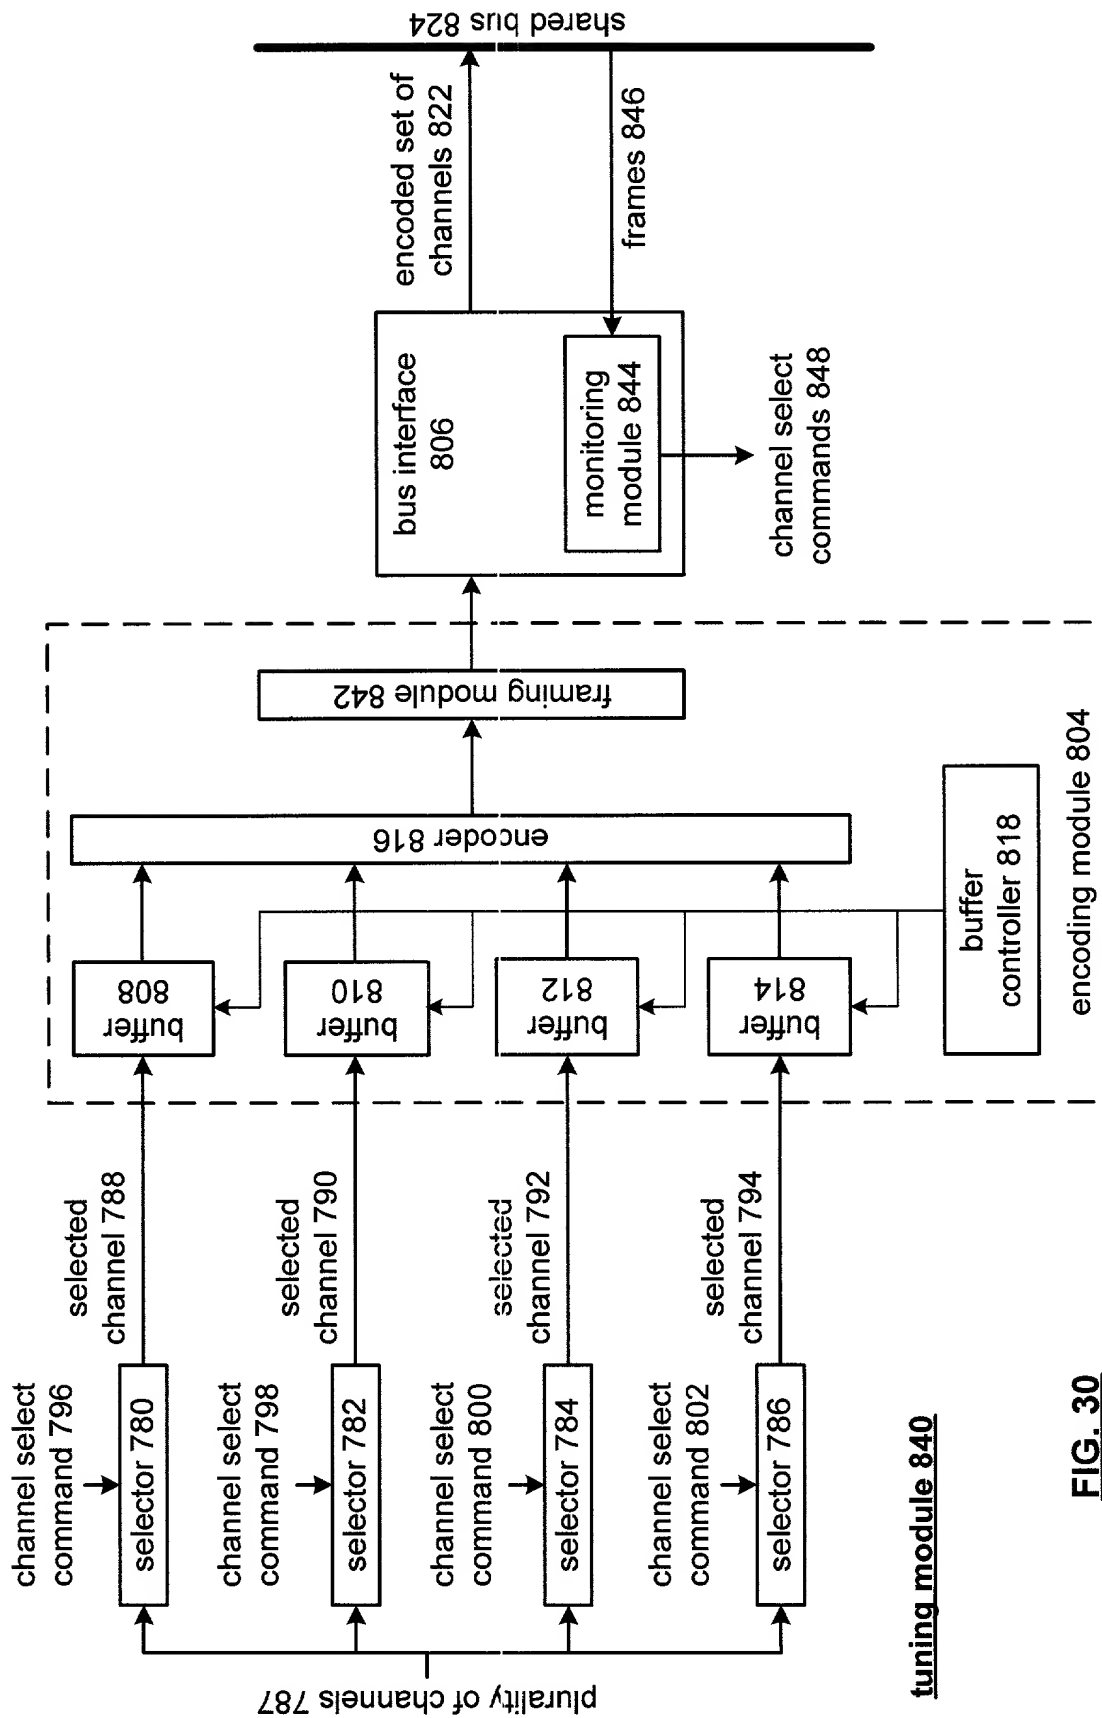 plurality of channels 787
channel select
command 796
selector 780
selected
channel 788
buffer
808
channel select
command 798
selector 782
selected
channel 790
buffer
810
channel select
command 800
selector 784
selected
channel 792
buffer
812
channel select
command 802
selector 786
selected
channel 794
buffer
814
encoder 816
framing module 842
buffer
controller 818
encoding module 804
bus interface
806
monitoring
module 844
channel select
commands 848
encoded set of
channels 822
frames 846
shared bus 824
tuning module 840
FIG. 30